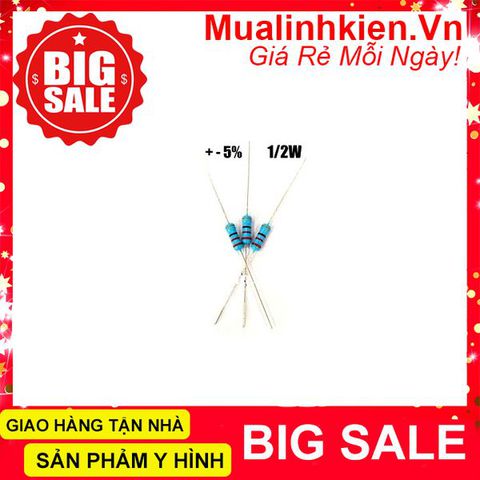 Mualinhkien.Vn
Giá Rẻ Mỗi Ngày!
BIG
$ $
SALE
+ - 5% 1/2W
GIAO HÀNG TẬN NHÀ
SẢN PHẨM Y HÌNH
BIG SALE